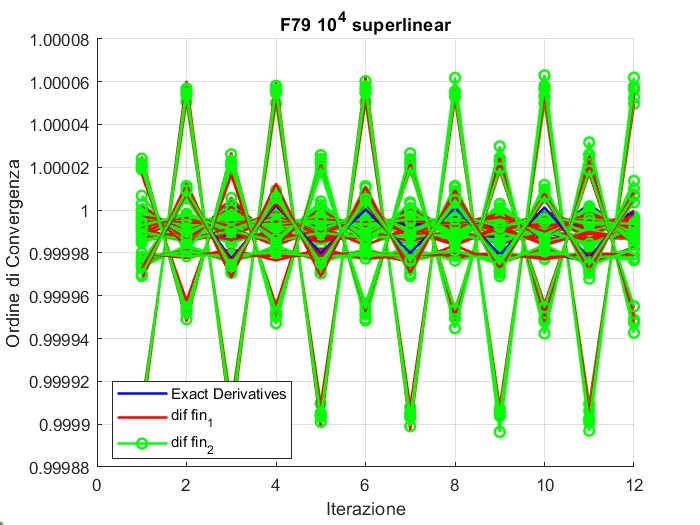 F79 10^4 superlinear
1.00008
1.00006
1.00004
1.00002
1
0.99998
0.99996
0.99994
0.99992
0.9999
0.99988
Ordine di Convergenza
Exact Derivatives
dif fin_1
dif fin_2
0 2 4 6 8 10 12
Iterazione